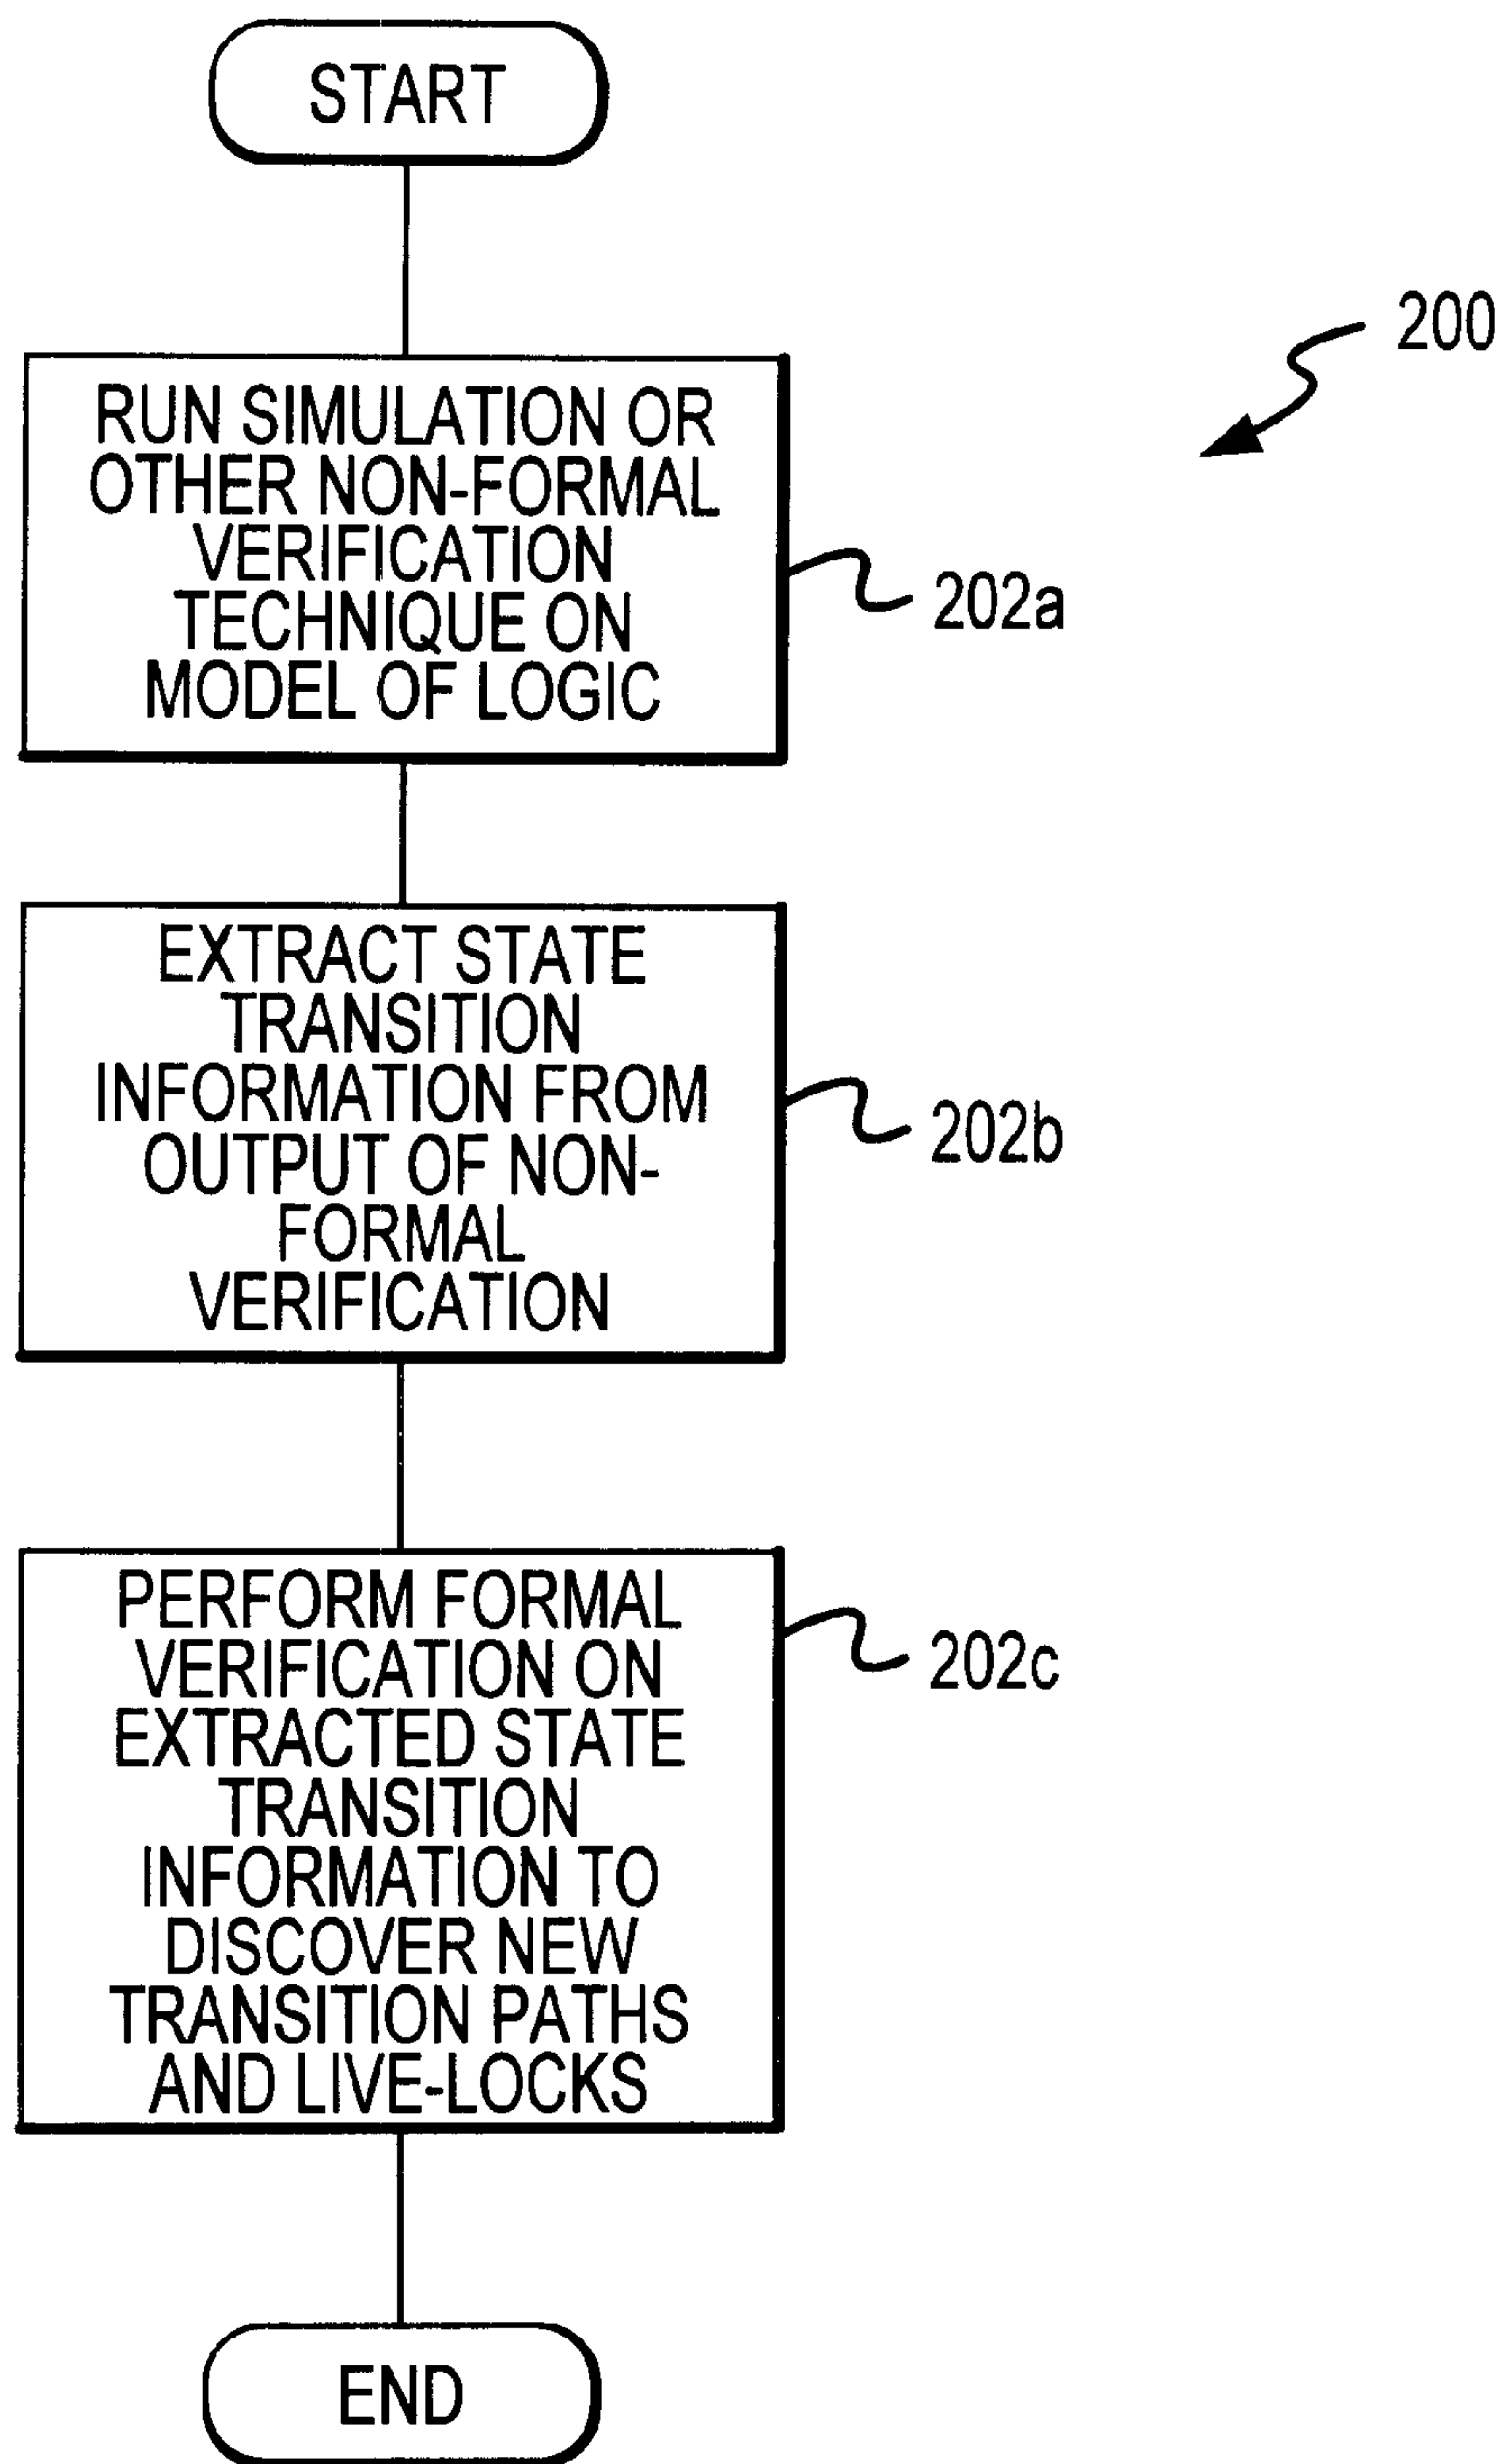 START
200
RUN SIMULATION OR
OTHER NON-FORMAL
VERIFICATION
TECHNIQUE ON
MODEL OF LOGIC
202a
EXTRACT STATE
TRANSITION
INFORMATION FROM
OUTPUT OF NON-
FORMAL
VERIFICATION
202b
PERFORM FORMAL
VERIFICATION ON
EXTRACTED STATE
TRANSITION
INFORMATION TO
DISCOVER NEW
TRANSITION PATHS
AND LIVE-LOCKS
202c
END